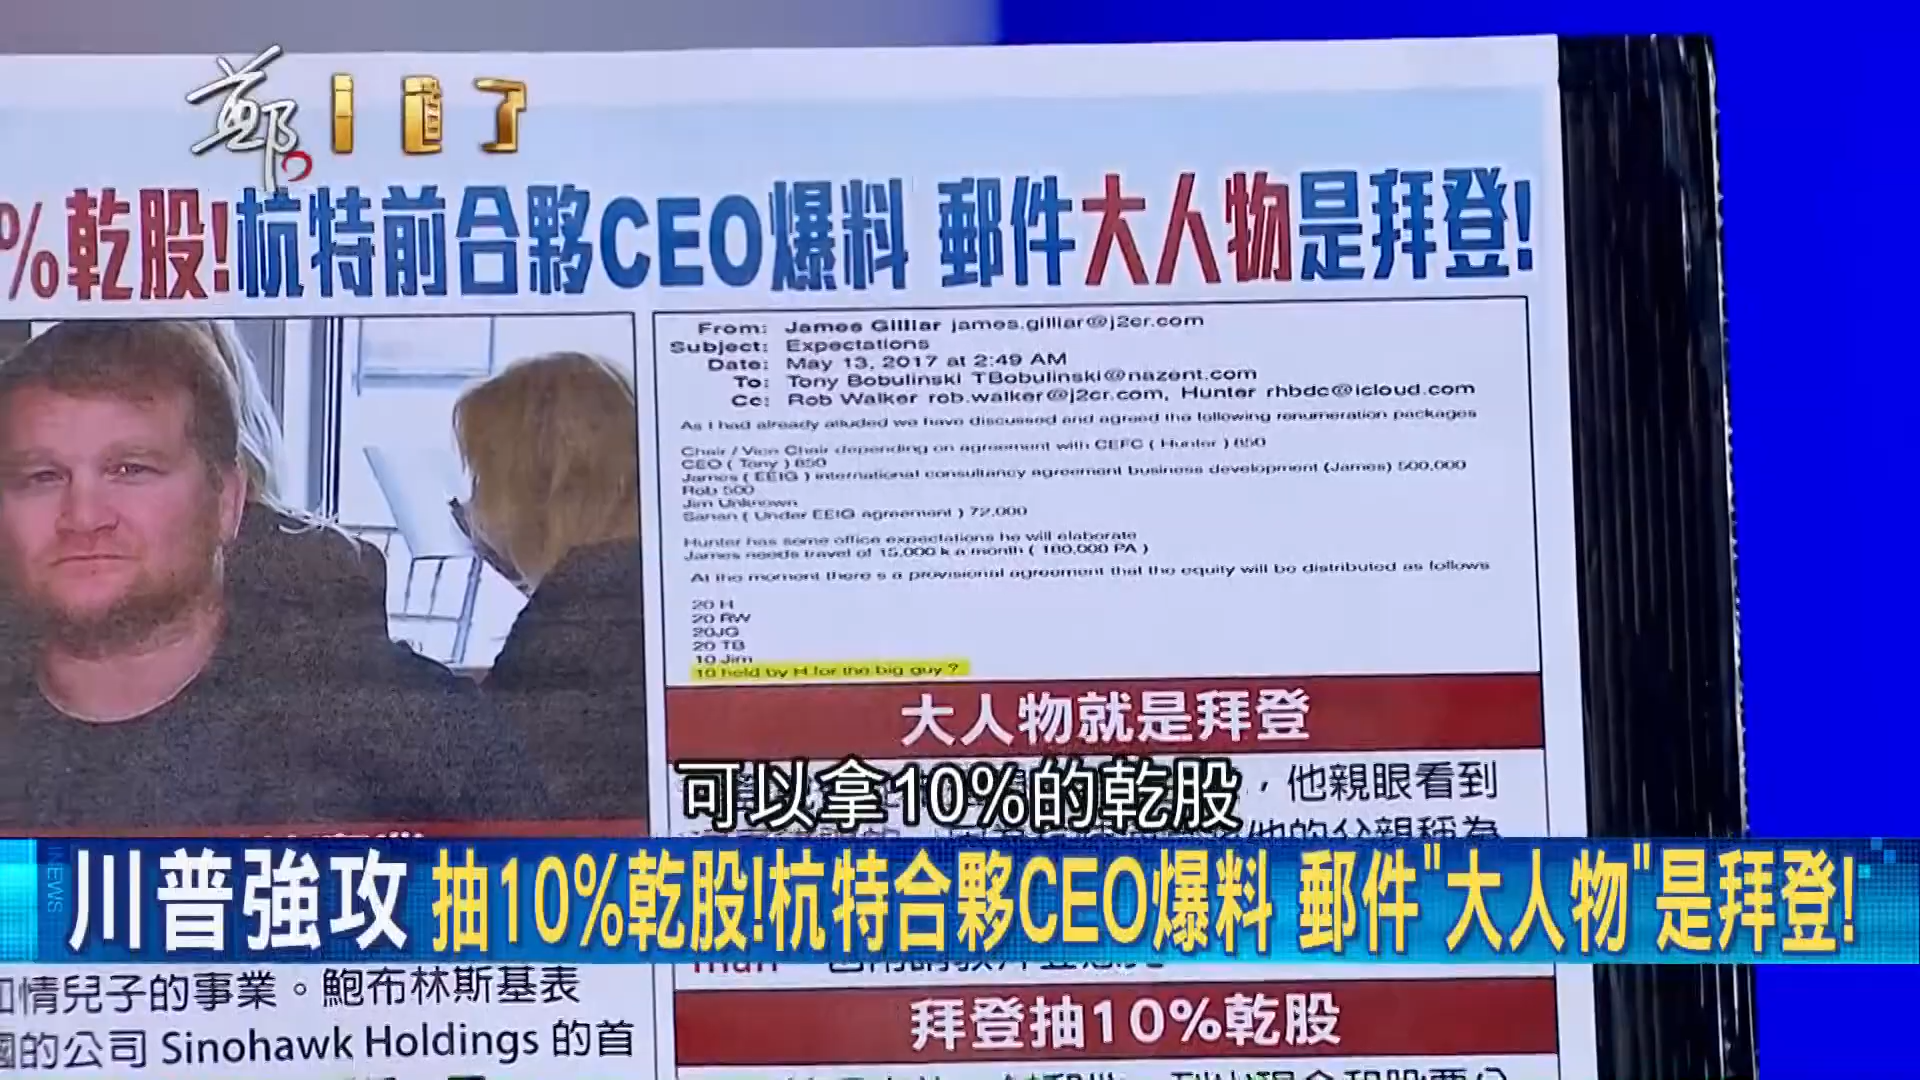 鄭
%乾股!杭特前合夥CEO爆料 郵件大人物是拜登!
From: James Gilliar james.gilliar@j2cr.com
Subject: Expectations
Date: May 13, 2017 at 2:49 AM
To: Tony Bobulinski TBobulinski@nazent.com
Cc: Rob Walker rob.walker@j2cr.com, Hunter rhbdc@icloud.com
As I had already alluded we have discussed and agreed the following renumeration packages
Chair / Vice Chair depending on agreement with CEFC ( Hunter ) 850
CEO ( Tony ) 850
James ( EEIG ) international consultancy agreement business development (James) 500,000
Rob 500
Jim Unknown
Sanan ( Under EEIG agreement ) 72,000
Hunter has some office expectations he will elaborate
James needs travel of 15,000 k a month ( 180,000 PA )
At the moment there s a provisional agreement that the equity will be distributed as follows
20 H
20 RW
20JG
20 TB
10 Jim
10 held by H for the big guy ?
大人物就是拜登
，他親眼看到
可以拿10%的乾股
他的父親稱為
NEWS
川普強攻 抽10%乾股!杭特合夥CEO爆料 郵件"大人物"是拜登!
情兒子的事業。鮑布林斯基表
的公司 Sinohawk Holdings 的首
拜登抽10%乾股